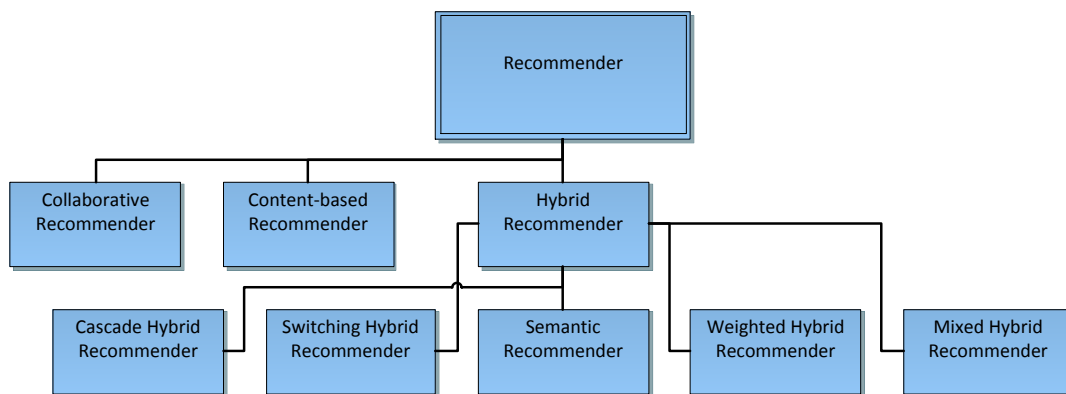 Recommender
Collaborative
Recommender
Content-based
Recommender
Hybrid
Recommender
Cascade Hybrid
Recommender
Switching Hybrid
Recommender
Semantic
Recommender
Weighted Hybrid
Recommender
Mixed Hybrid
Recommender